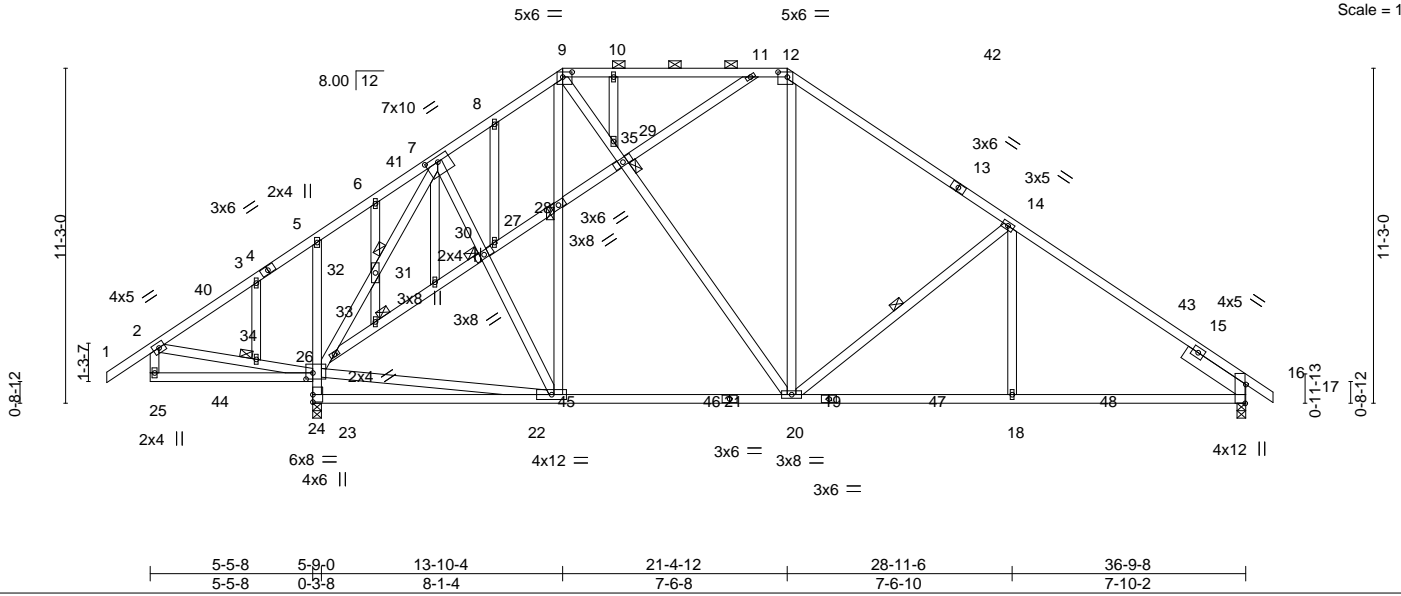 Scale = 1
5x6 =
5x6 =
9
10
11
12
42
8.00 12
7x10
8
7
41
35
29
3x6
13
3x5
14
6
2x4 ||
3x6
5
28
27
3x6
3x8
30
2x4
11-3-0
11-3-0
4
3
32
31
3x8 ||
40
33
3x8
4x5
2
1
34
26
2x4
43
4x5
15
16
17
1-3-7
0-8-12
0-11-13
0-8-12
25
44
45
46
21
19
47
48
2x4 ||
24
23
22
20
18
6x8 =
4x6 ||
4x12 =
3x6 =
3x8 =
3x6 =
4x12 ||
5-5-8
5-9-0
13-10-4
21-4-12
28-11-6
36-9-8
5-5-8
0-3-8
8-1-4
7-6-8
7-6-10
7-10-2